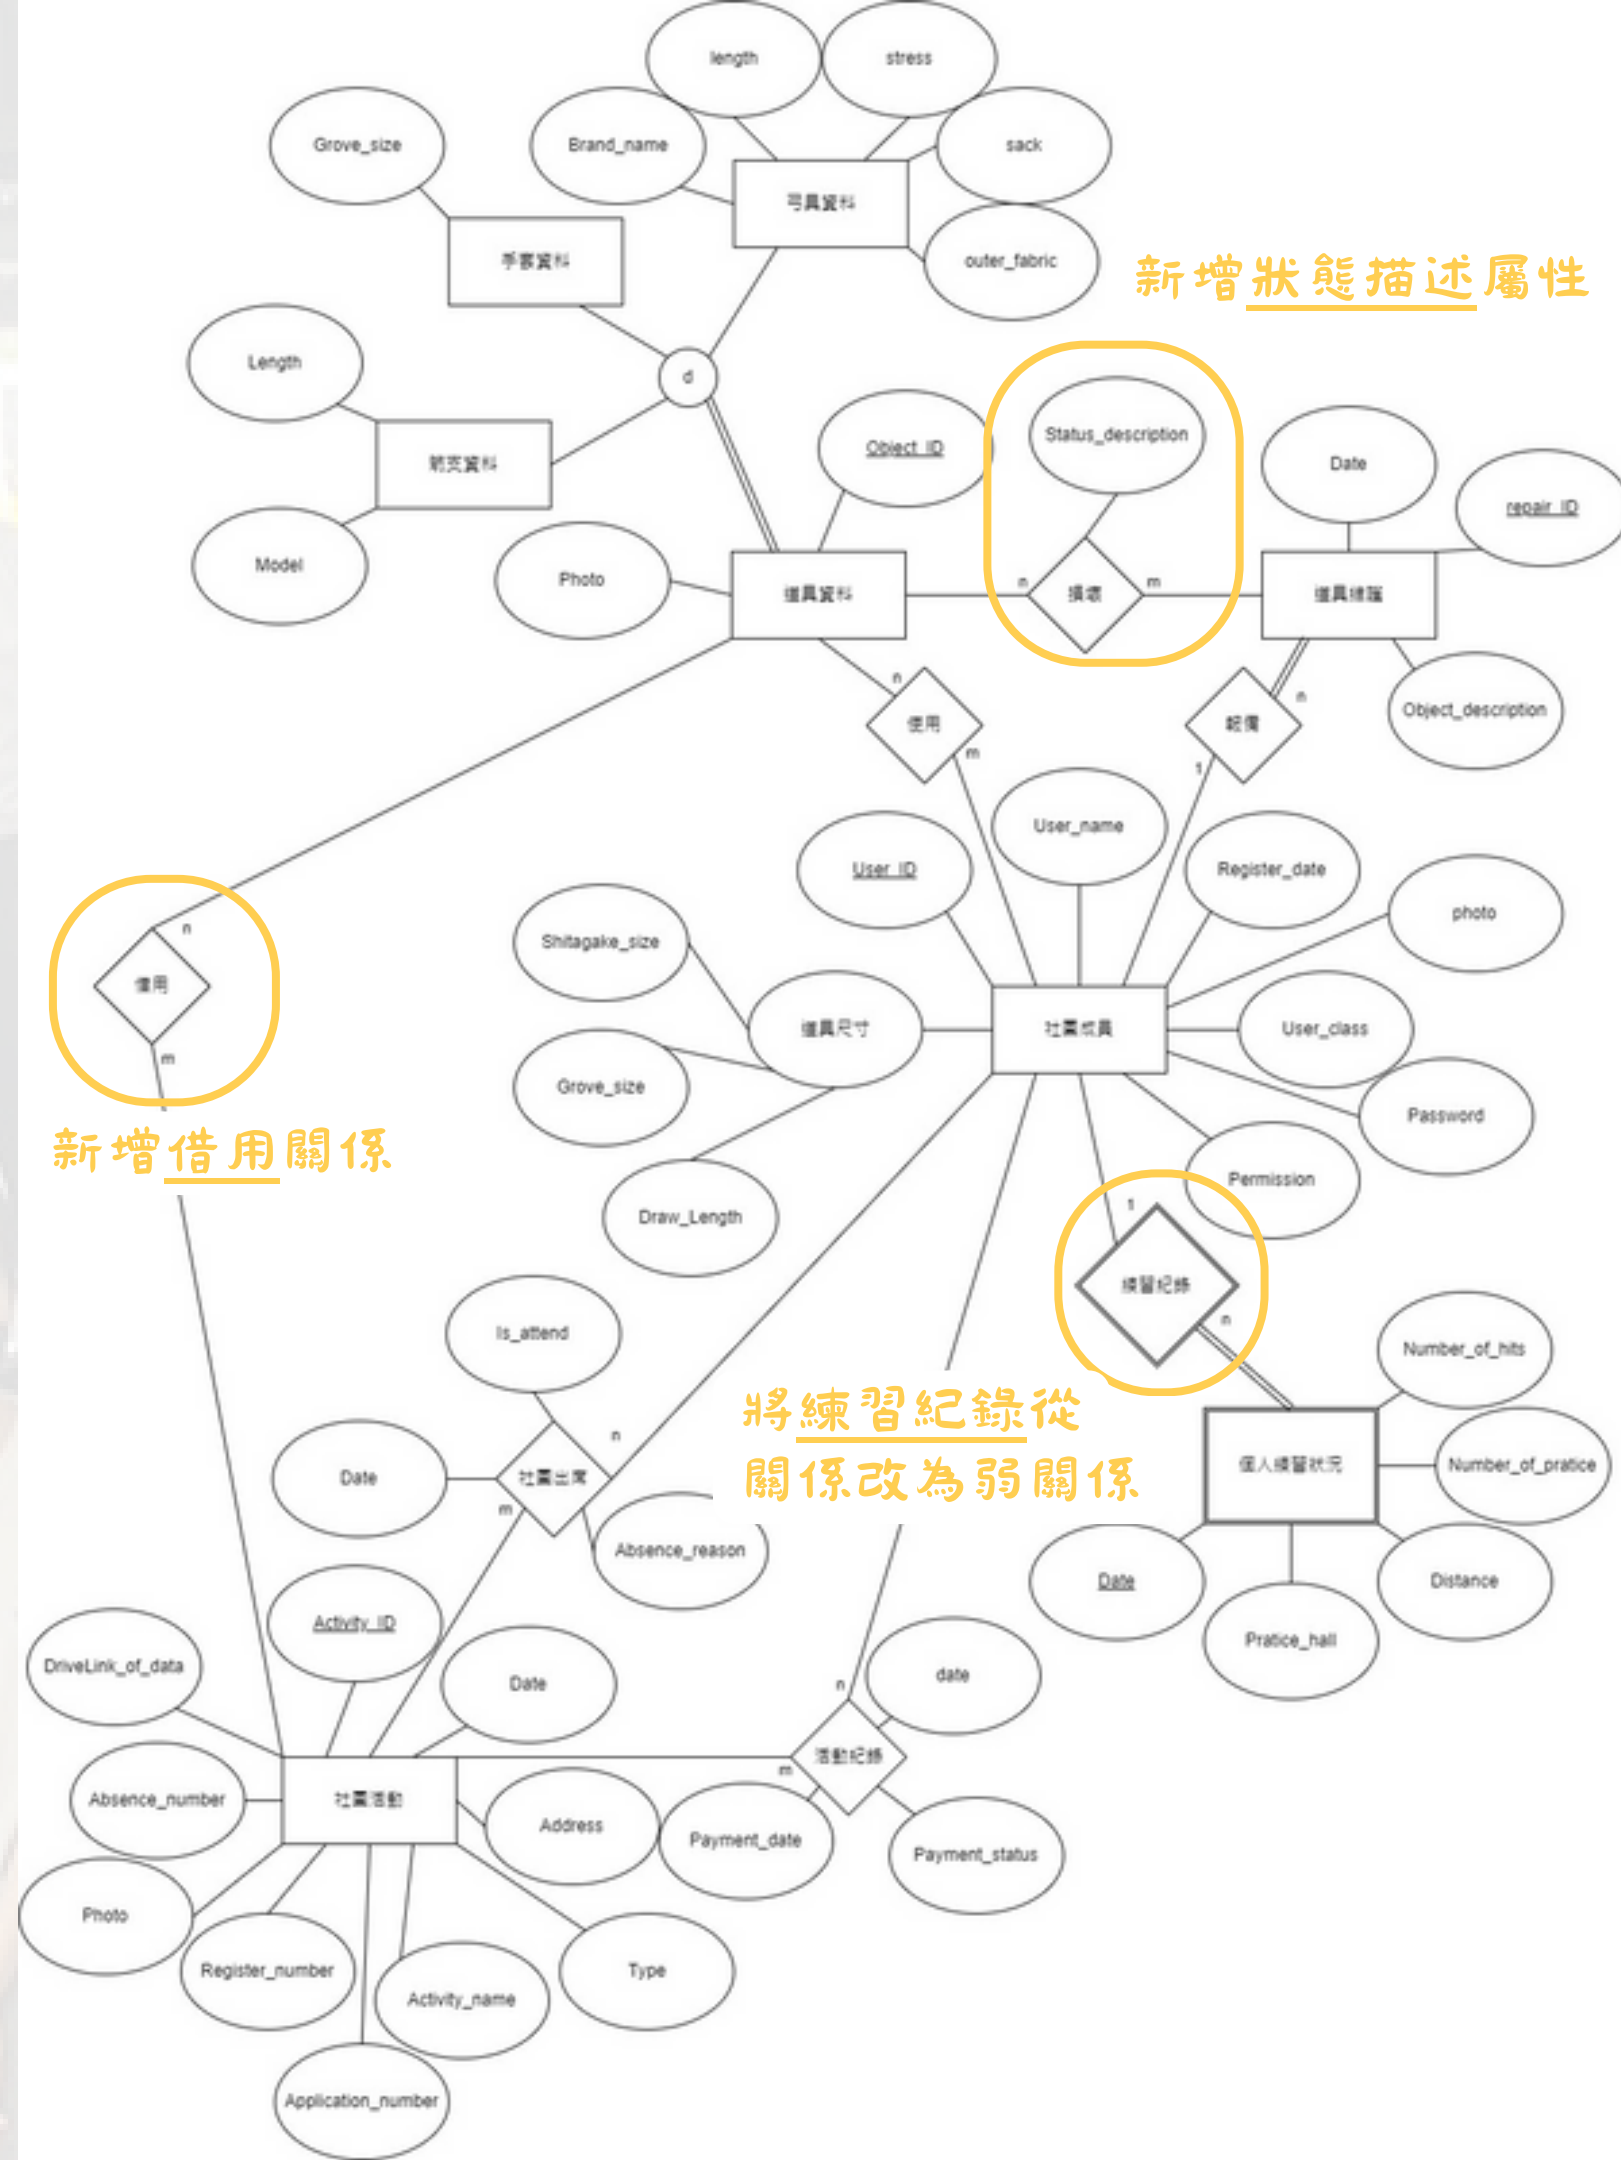 length
stress
Grove_size
Brand_name
sack
弓具資料
手套資料
outer_fabric
新增狀態描述屬性
Length
d
Status_description
Object_ID
Date
箭支資料
repair_ID
Model
Photo
道具資料
n
損壞
m
道具維護
n
使用
m
報備
n
1
Object_description
User_name
User_ID
Register_date
photo
n
借用
m
Shitagake_size
道具尺寸
社團成員
User_class
Grove_size
Password
新增借用關係
Permission
Draw_Length
1
練習紀錄
n
Is_attend
Number_of_hits
將練習紀錄從
關係改為弱關係
n
Date
社團出席
m
個人練習狀況
Number_of_pratice
Absence_reason
Date
Distance
Activity_ID
Pratice_hall
DriveLink_of_data
Date
n
date
活動紀錄
m
Absence_number
社團活動
Address
Payment_date
Payment_status
Photo
Register_number
Activity_name
Type
Application_number